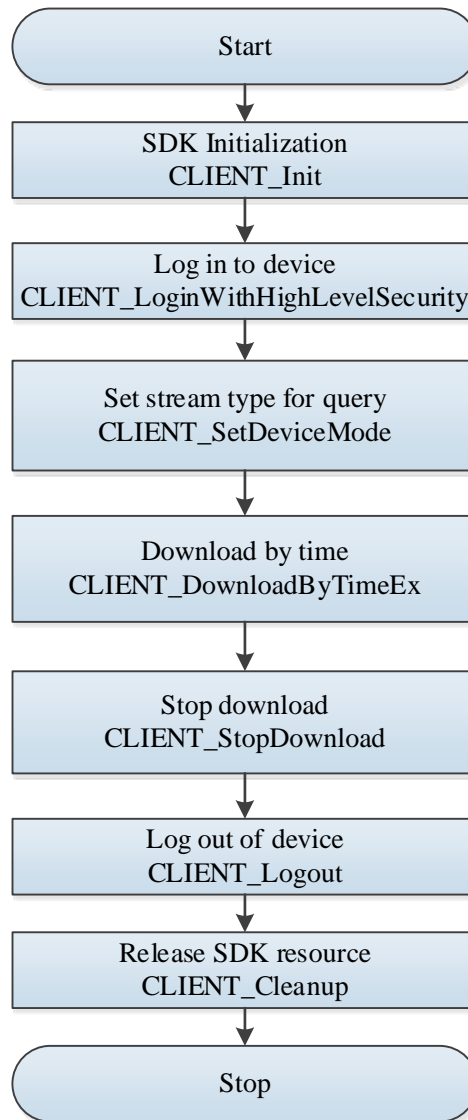 Start
SDK Initialization
CLIENT_Init
Log in to device
CLIENT_LoginWithHighLevelSecurity
Set stream type for query
CLIENT_SetDeviceMode
Download by time
CLIENT_DownloadByTimeEx
Stop download
CLIENT_StopDownload
Log out of device
CLIENT_Logout
Release SDK resource
CLIENT_Cleanup
Stop